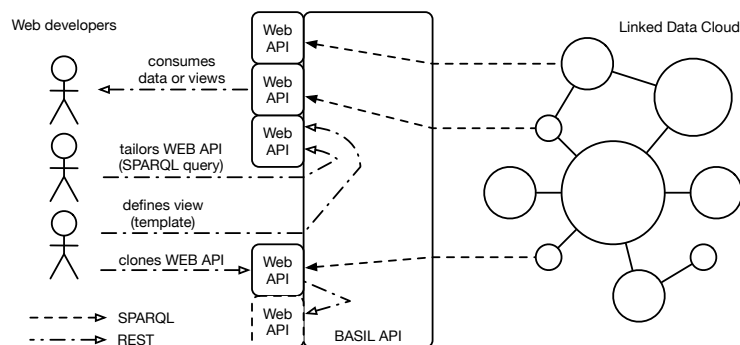 Web developers
Linked Data Cloud
Web
API
consumes
data or views
Web
API
Web
API
tailors WEB API
(SPARQL query)
defines view
(template)
clones WEB API
Web
API
Web
API
SPARQL
REST
BASIL API